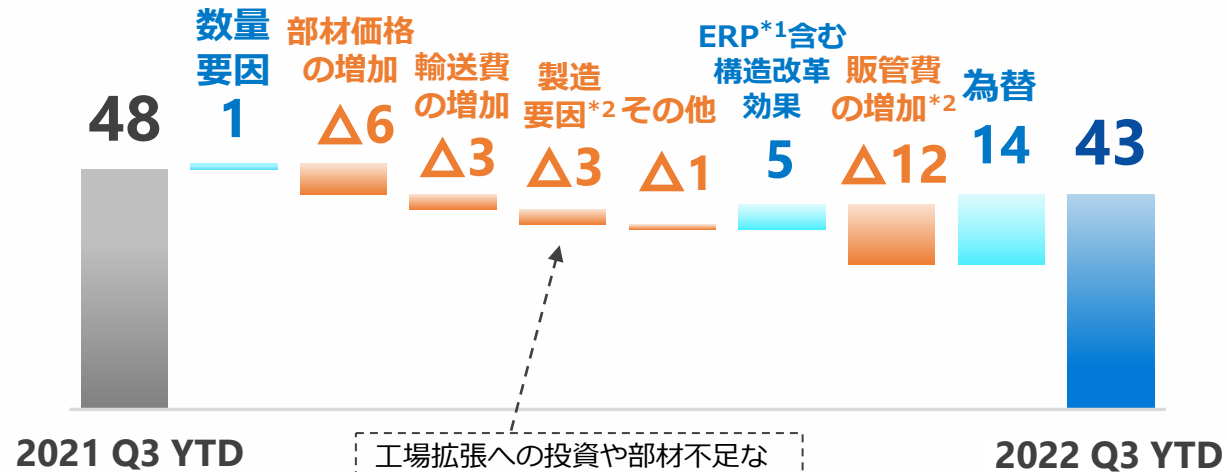 48
数量
要因
1
部材価格
の増加
△6
輸送費
の増加
△3
製造
要因*2
△3
その他
△1
ERP*1含む
構造改革
効果
5
販管費
の増加*2
△12
為替
14
43
2021 Q3 YTD
工場拡張への投資や部材不足な
2022 Q3 YTD